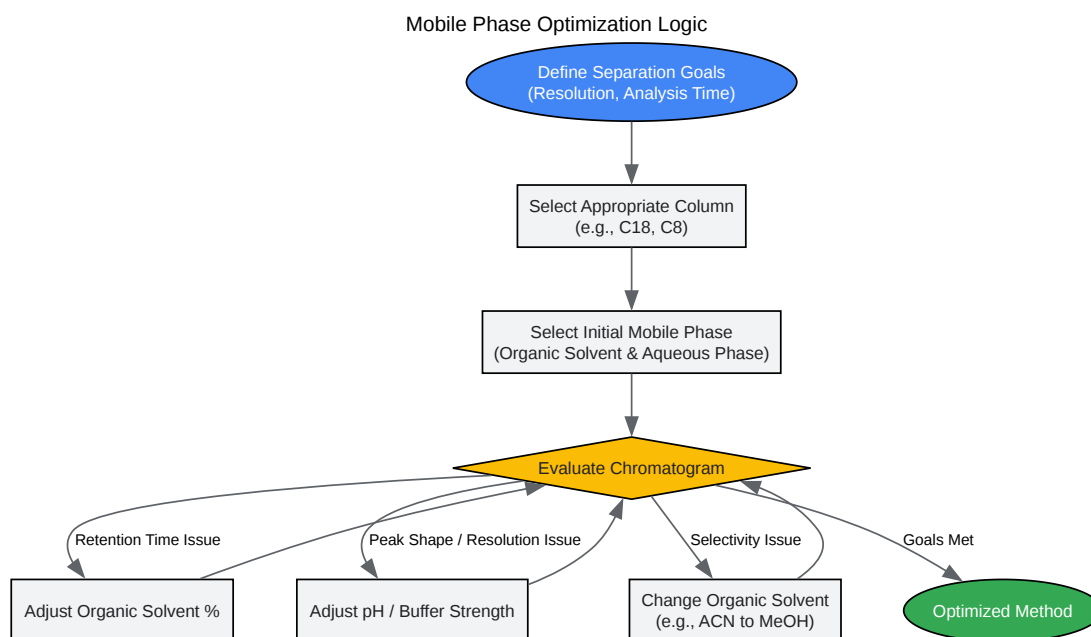 Mobile Phase Optimization Logic
Define Separation Goals
(Resolution, Analysis Time)
Select Appropriate Column
(e.g., C18, C8)
Select Initial Mobile Phase
(Organic Solvent & Aqueous Phase)
Evaluate Chromatogram
Retention Time Issue
Peak Shape / Resolution Issue
Selectivity Issue
Goals Met
Adjust Organic Solvent %
Adjust pH / Buffer Strength
Change Organic Solvent
(e.g., ACN to MeOH)
Optimized Method